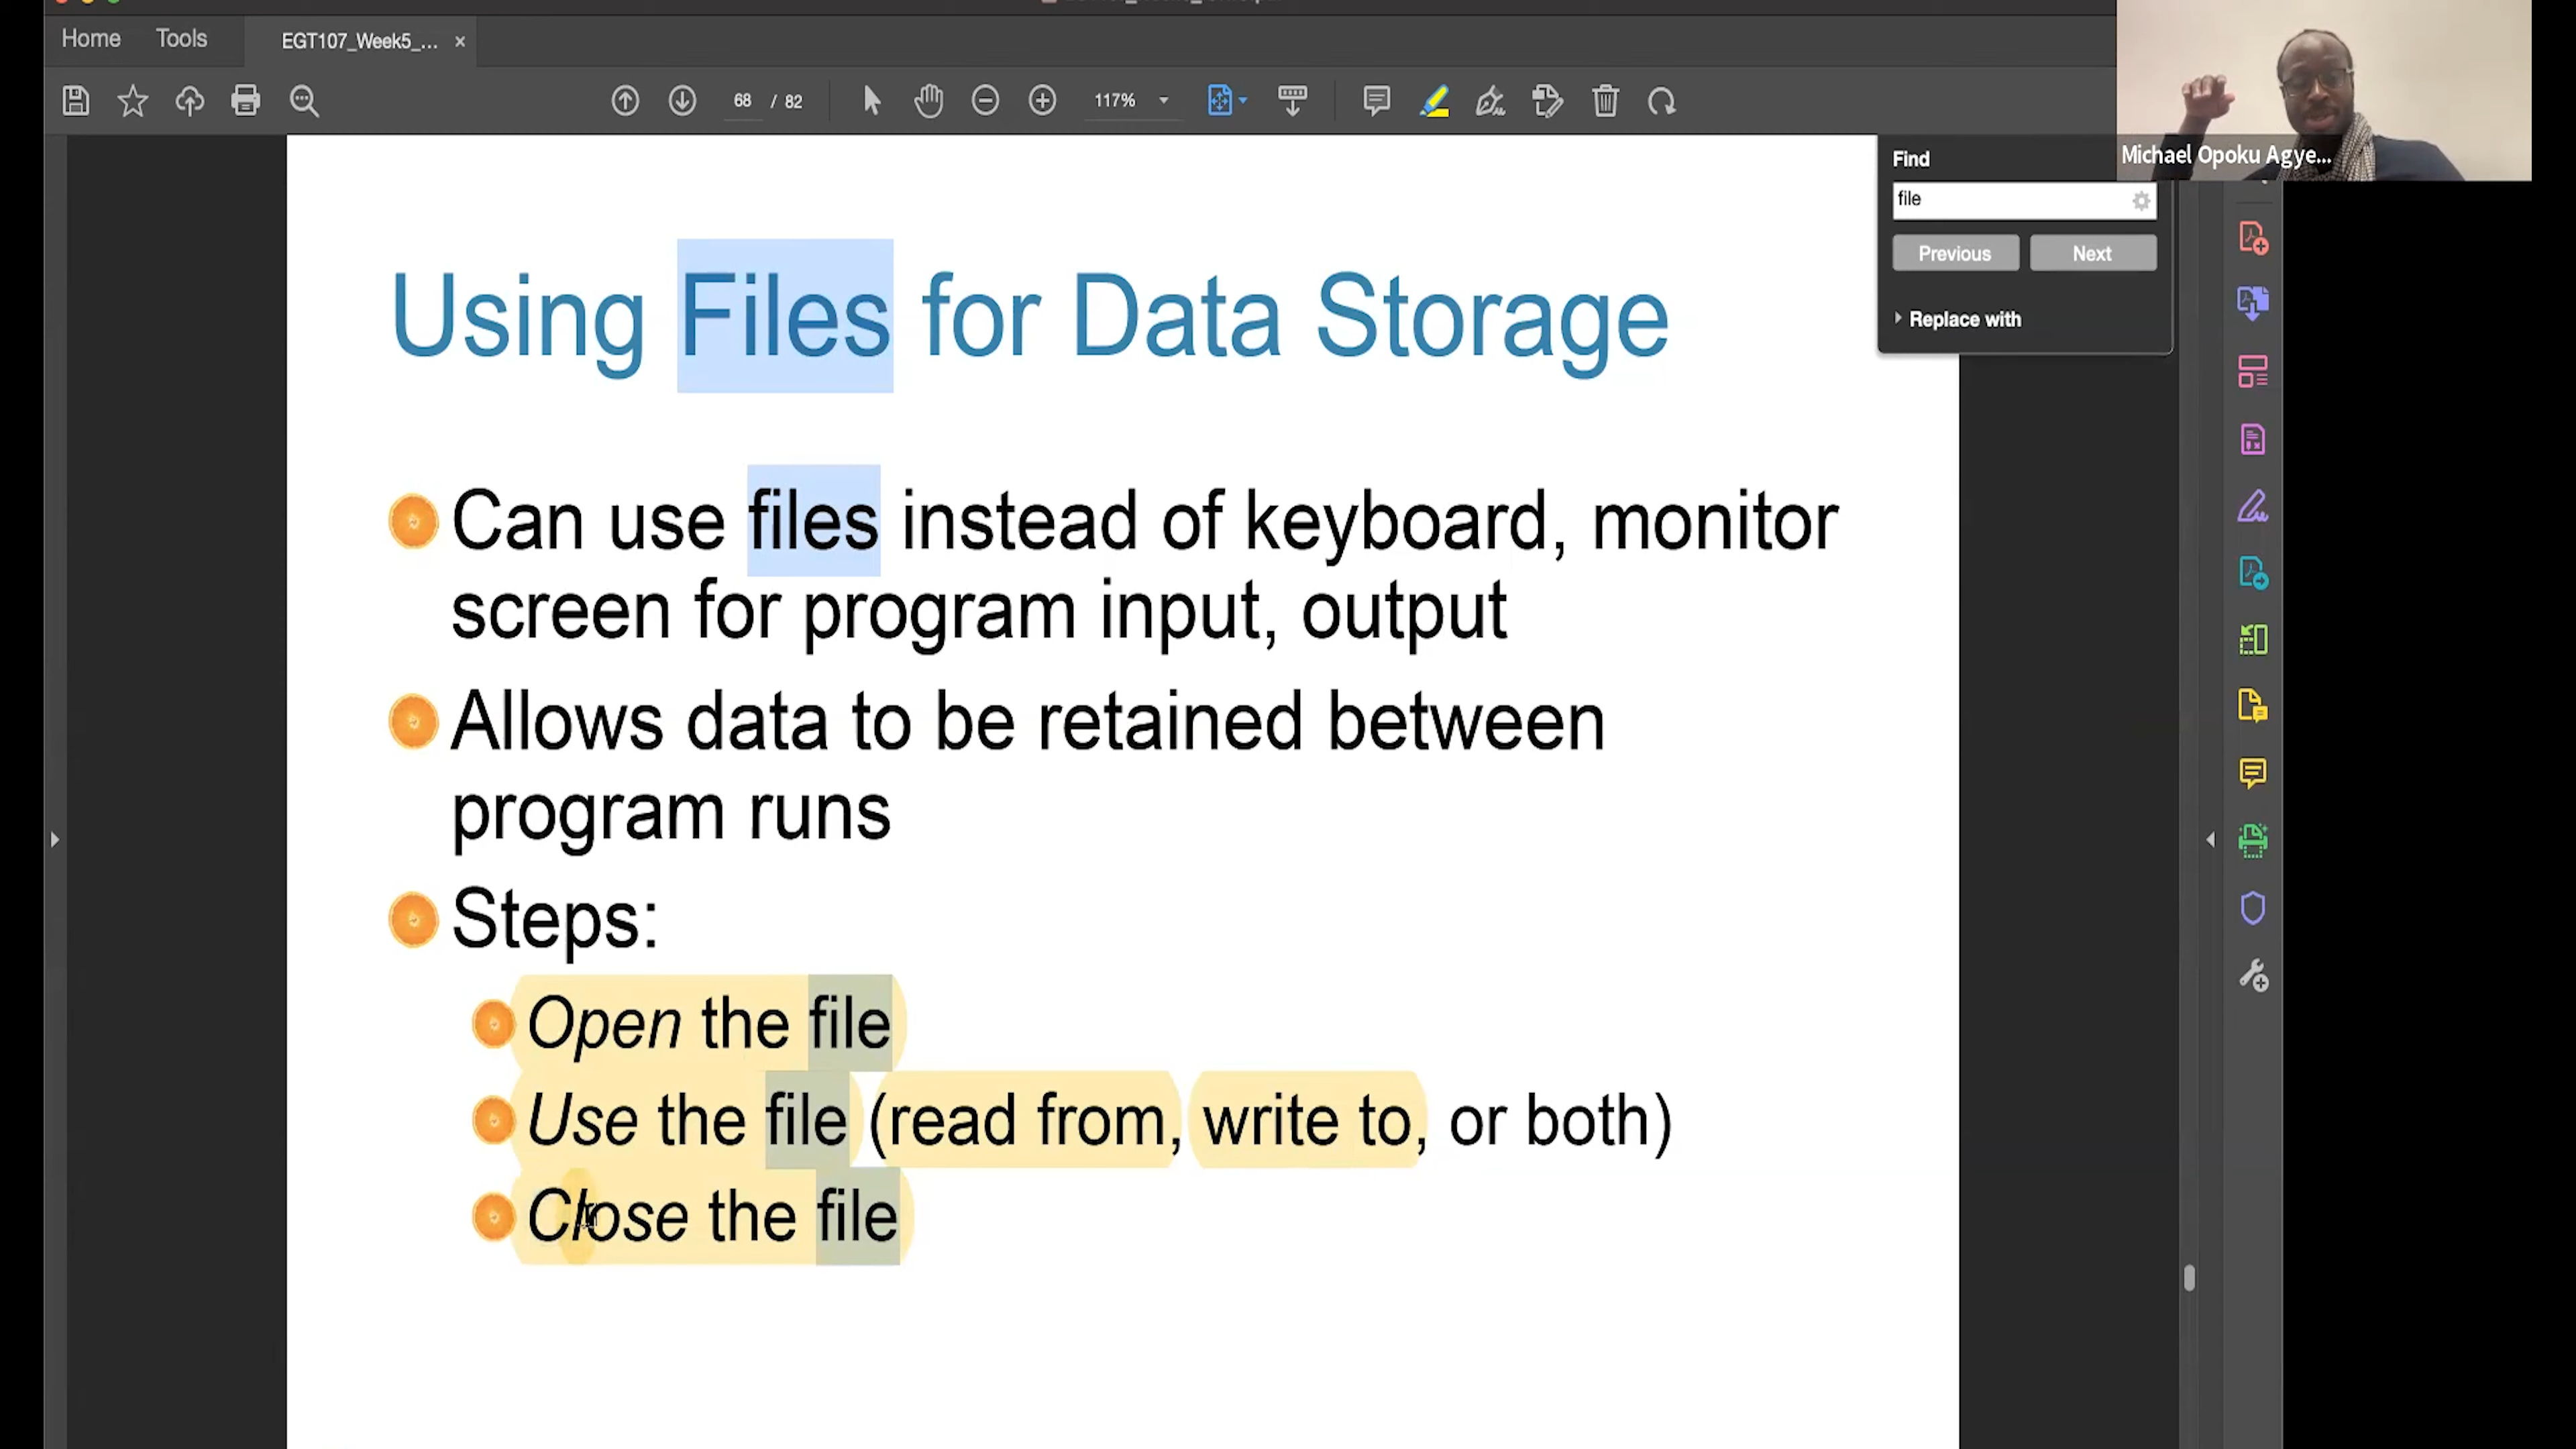 Home Tools EGT107_Week5_... ×
68 / 82 117%
Michael Opoku Agye...
Find
file
Previous Next
Replace with
Using Files for Data Storage
Can use files instead of keyboard, monitor
screen for program input, output
Allows data to be retained between
program runs
Steps:
Open the file
Use the file (read from, write to, or both)
Close the file